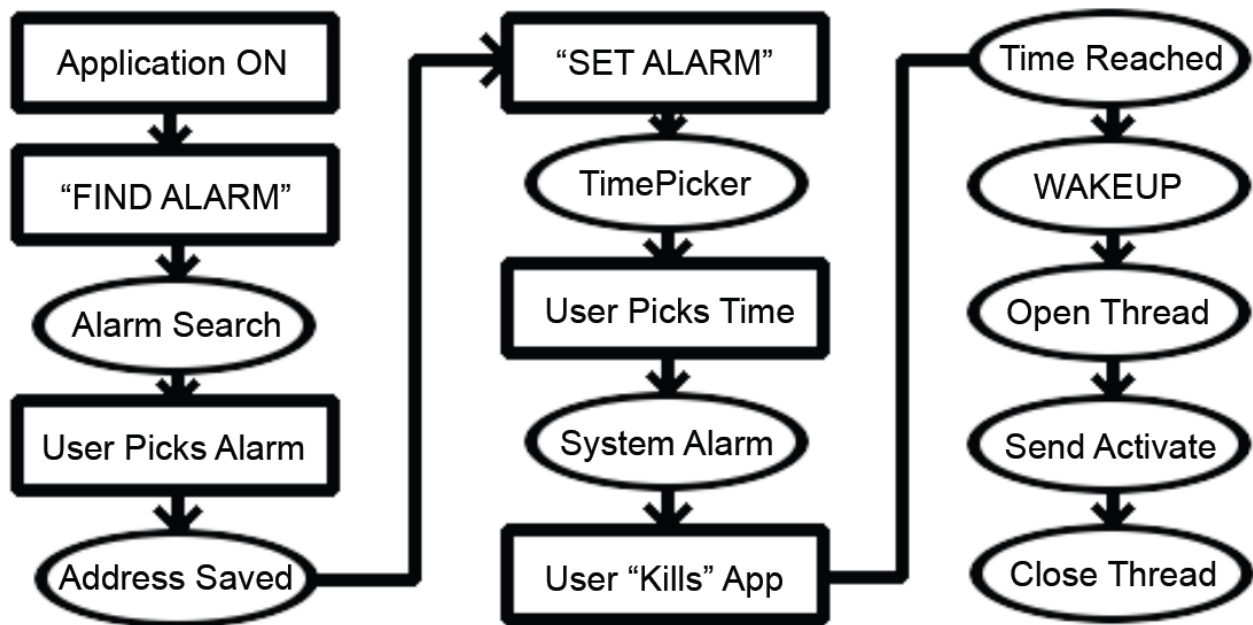 Application ON
“FIND ALARM”
Alarm Search
User Picks Alarm
Address Saved
“SET ALARM”
TimePicker
User Picks Time
System Alarm
User “Kills” App
Time Reached
WAKEUP
Open Thread
Send Activate
Close Thread